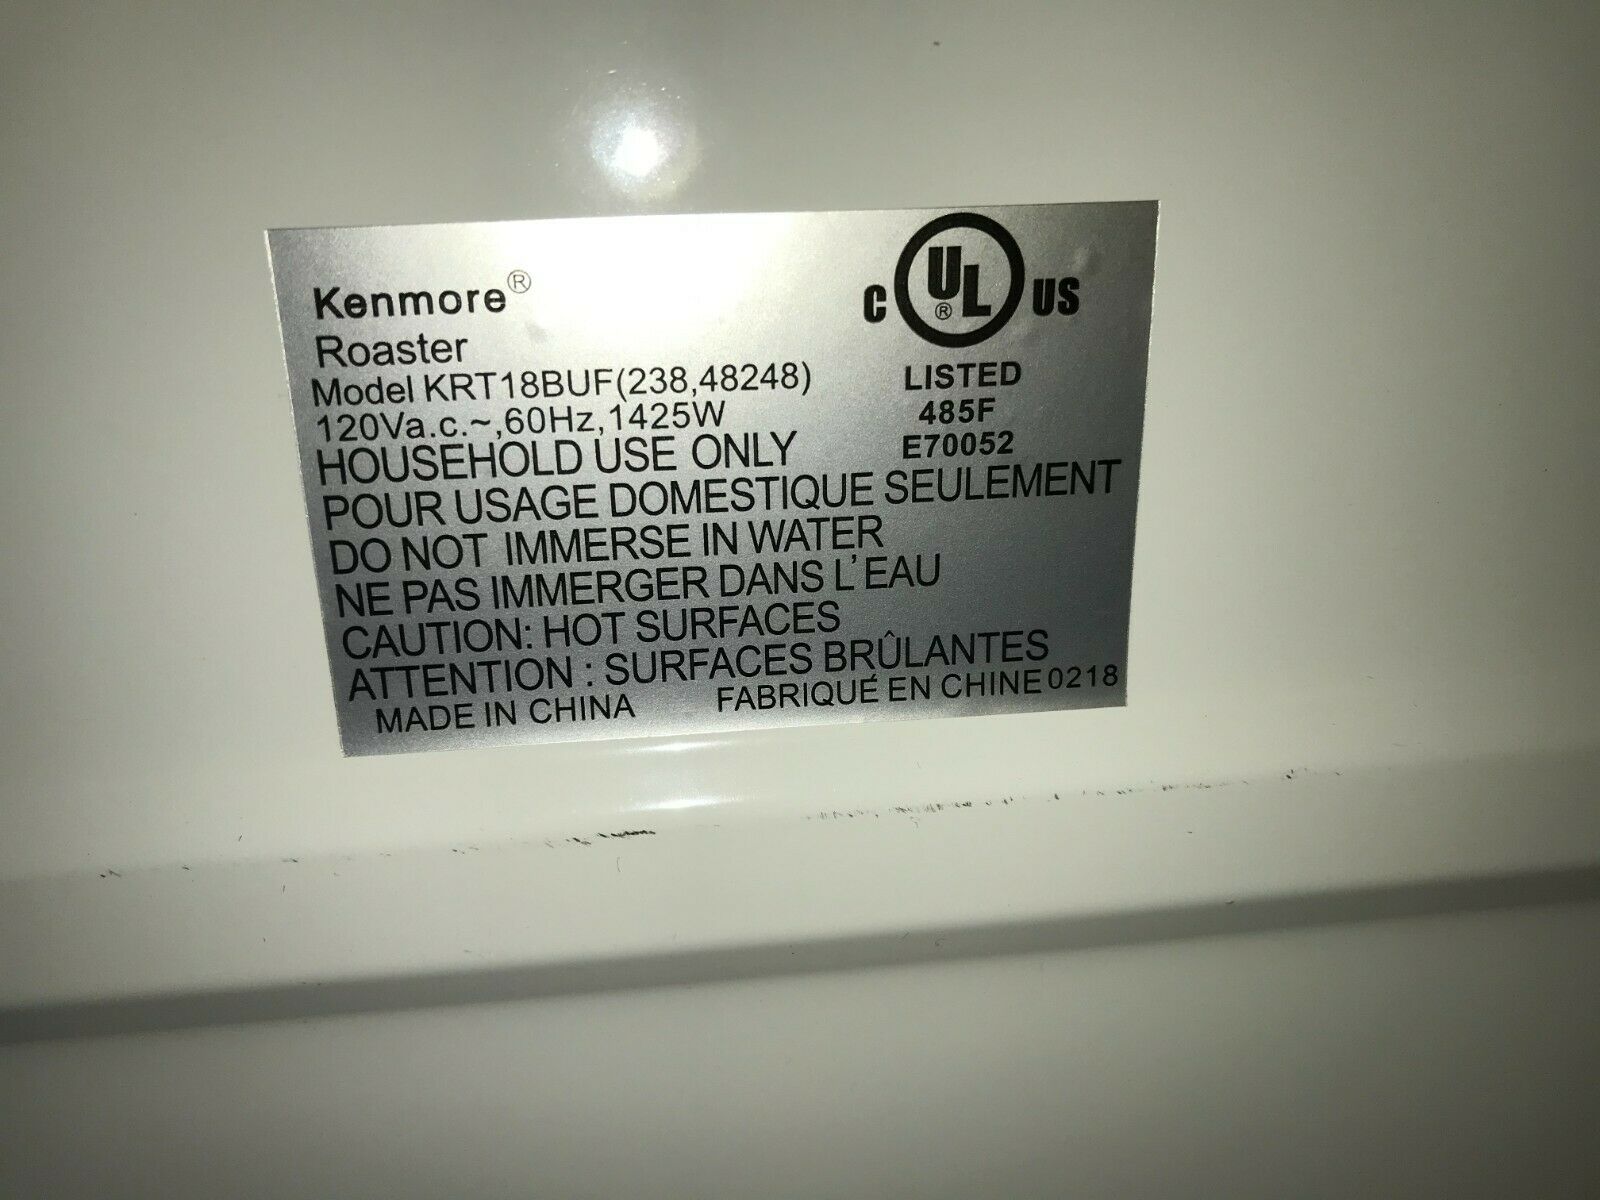 Kenmore®
Roaster
Model KRT18BUF(238,48248)
120Va.c.~,60Hz,1425W
C UL® US
LISTED
485F
E70052
HOUSEHOLD USE ONLY
POUR USAGE DOMESTIQUE SEULEMENT
DO NOT IMMERSE IN WATER
NE PAS IMMERGER DANS L'EAU
CAUTION: HOT SURFACES
ATTENTION : SURFACES BRÛLANTES
MADE IN CHINA FABRIQUÉ EN CHINE 0218